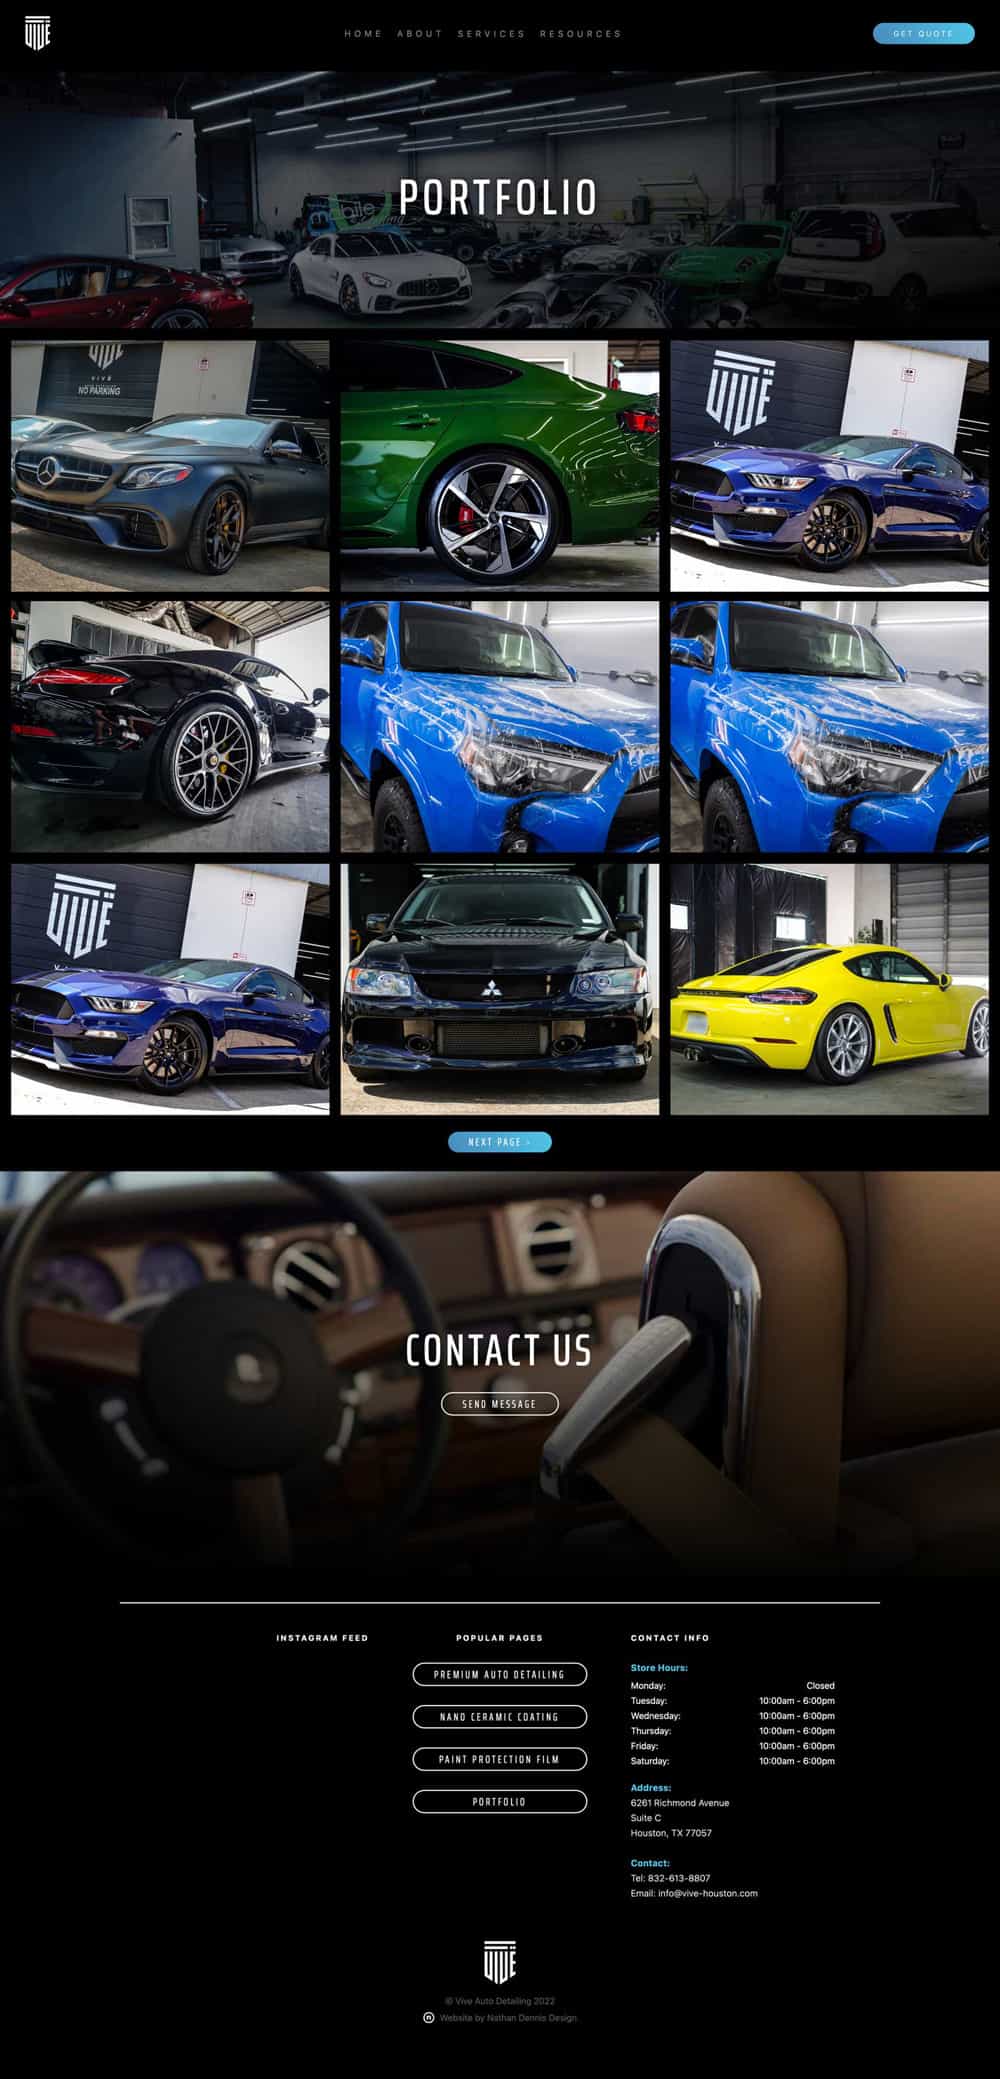 VIVE
HOME ABOUT SERVICES RESOURCES
GET QUOTE
mobile
PORTFOLIO
VIVE
VIVE
NO PARKING
VIVE
VIVE
NEXT PAGE ›
CONTACT US
SEND MESSAGE
INSTAGRAM FEED
POPULAR PAGES
PREMIUM AUTO DETAILING
NANO CERAMIC COATING
PAINT PROTECTION FILM
PORTFOLIO
CONTACT INFO
Store Hours:
Monday: Closed
Tuesday: 10:00am - 6:00pm
Wednesday: 10:00am - 6:00pm
Thursday: 10:00am - 6:00pm
Friday: 10:00am - 6:00pm
Saturday: 10:00am - 6:00pm
Address:
6261 Richmond Avenue
Suite C
Houston, TX 77057
Contact:
Tel: 832-613-8807
Email: info@vive-houston.com
VIVE
© Vive Auto Detailing 2022
Website by Nathan Dennis Design